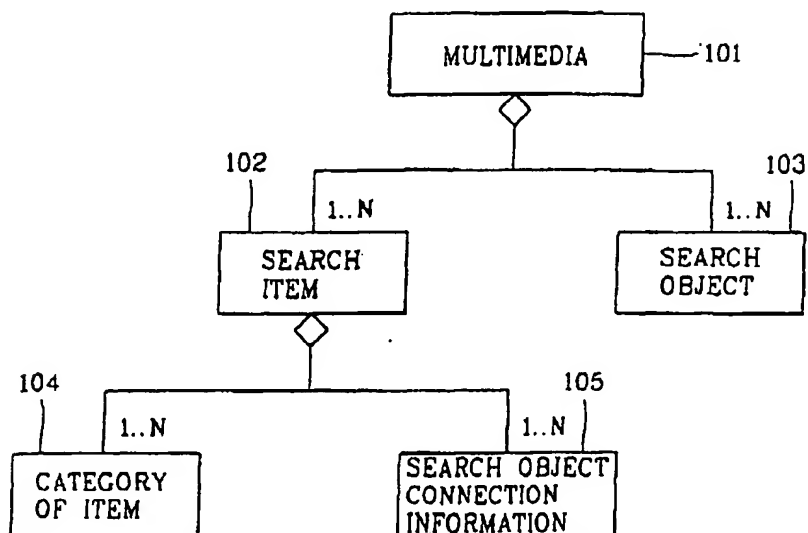 MULTIMEDIA
101
102
103
1..N
1..N
SEARCH
ITEM
SEARCH
OBJECT
104
105
1..N
1..N
CATEGORY
OF ITEM
SEARCH OBJECT
CONNECTION
INFORMATION